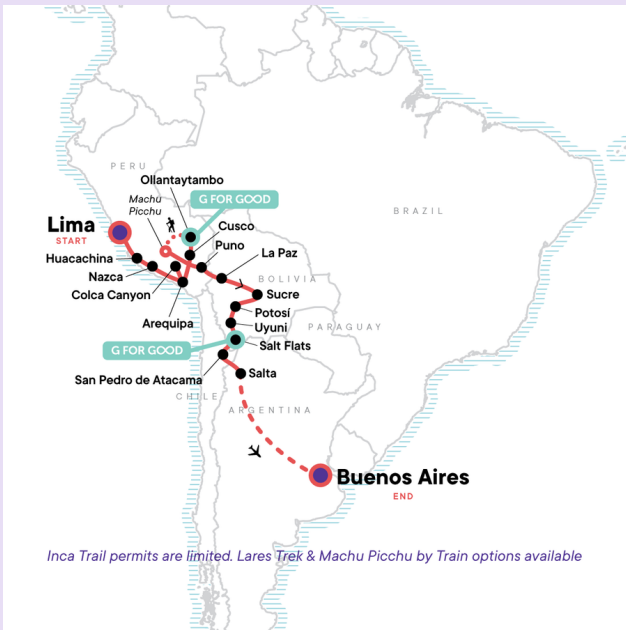 PERU
Ollantaytambo
G FOR GOOD
Machu
Picchu
BRAZIL
Lima
START
Cusco
Puno
Huacachina
La Paz
Nazca
BOLIVIA
Colca Canyon
Sucre
Potosí
Arequipa
Uyuni
PARAGUAY
Salt Flats
G FOR GOOD
San Pedro de Atacama
Salta
CHILE
ARGENTINA
Buenos Aires
END
Inca Trail permits are limited. Lares Trek & Machu Picchu by Train options available